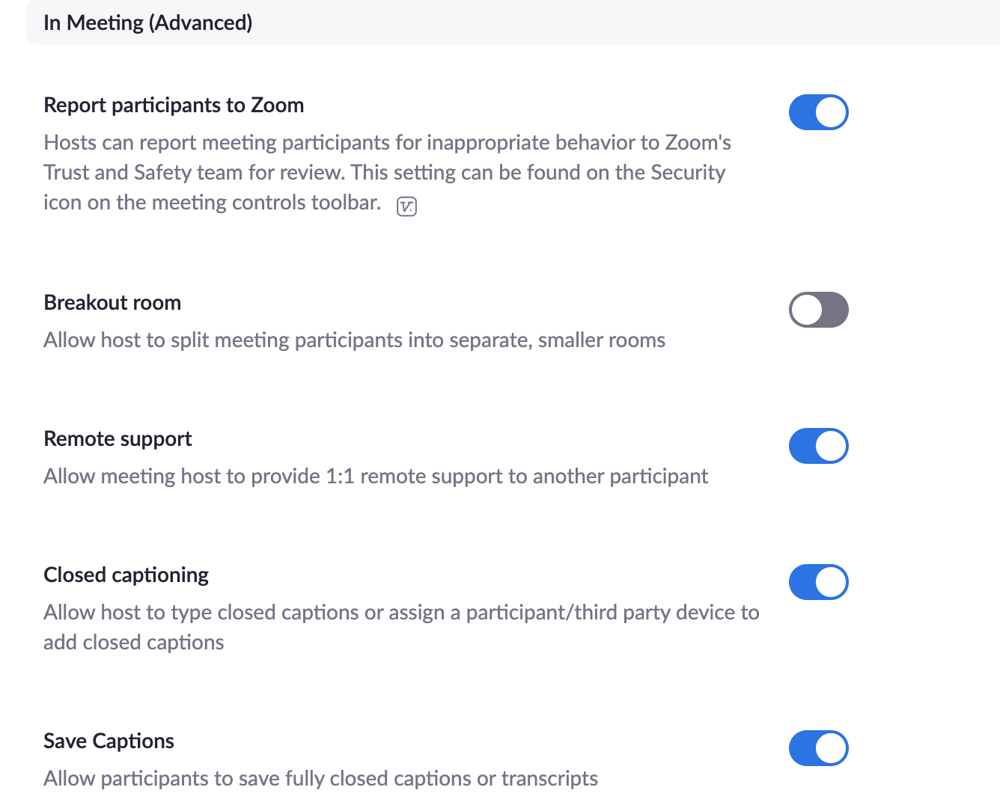 In Meeting (Advanced)
Report participants to Zoom
Hosts can report meeting participants for inappropriate behavior to Zoom's
Trust and Safety team for review. This setting can be found on the Security
icon on the meeting controls toolbar. V.
Breakout room
Allow host to split meeting participants into separate, smaller rooms
Remote support
Allow meeting host to provide 1:1 remote support to another participant
Closed captioning
Allow host to type closed captions or assign a participant/third party device to
add closed captions
Save Captions
Allow participants to save fully closed captions or transcripts